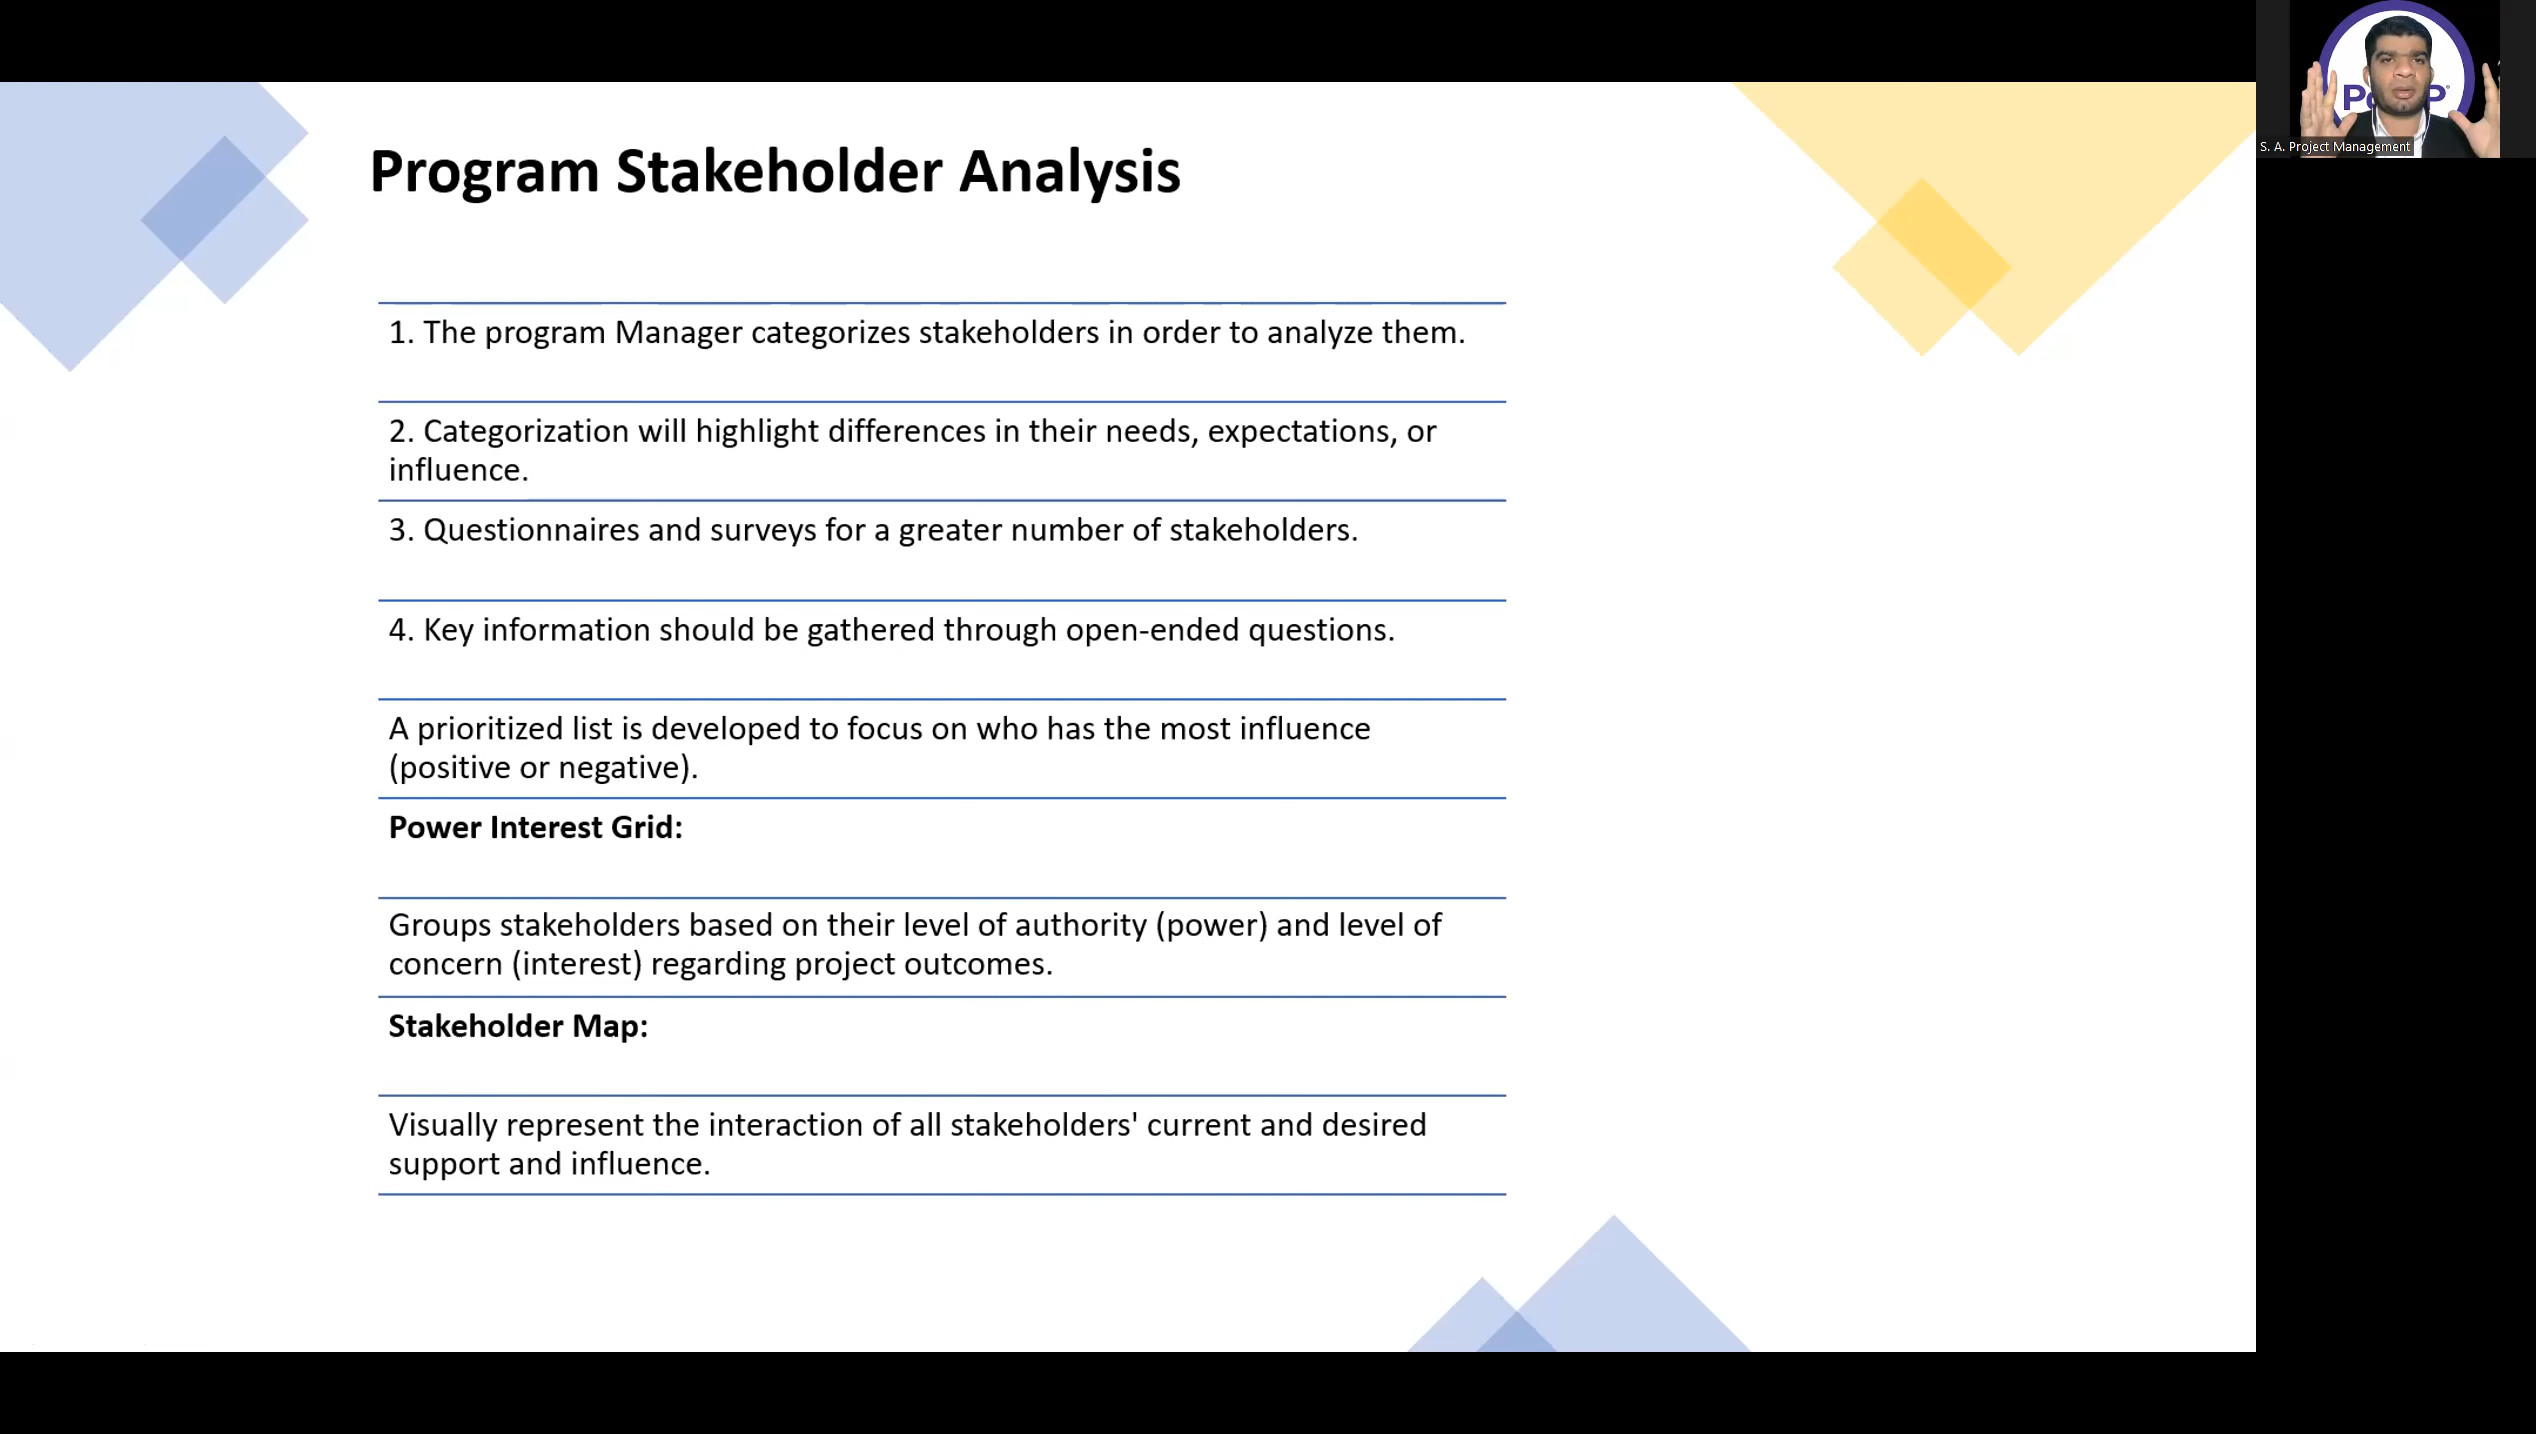 Program Stakeholder Analysis
1. The program Manager categorizes stakeholders in order to analyze them.
2. Categorization will highlight differences in their needs, expectations, or
influence.
3. Questionnaires and surveys for a greater number of stakeholders.
4. Key information should be gathered through open-ended questions.
A prioritized list is developed to focus on who has the most influence
(positive or negative).
Power Interest Grid:
Groups stakeholders based on their level of authority (power) and level of
concern (interest) regarding project outcomes.
Stakeholder Map:
Visually represent the interaction of all stakeholders' current and desired
support and influence.
S. A. Project Management